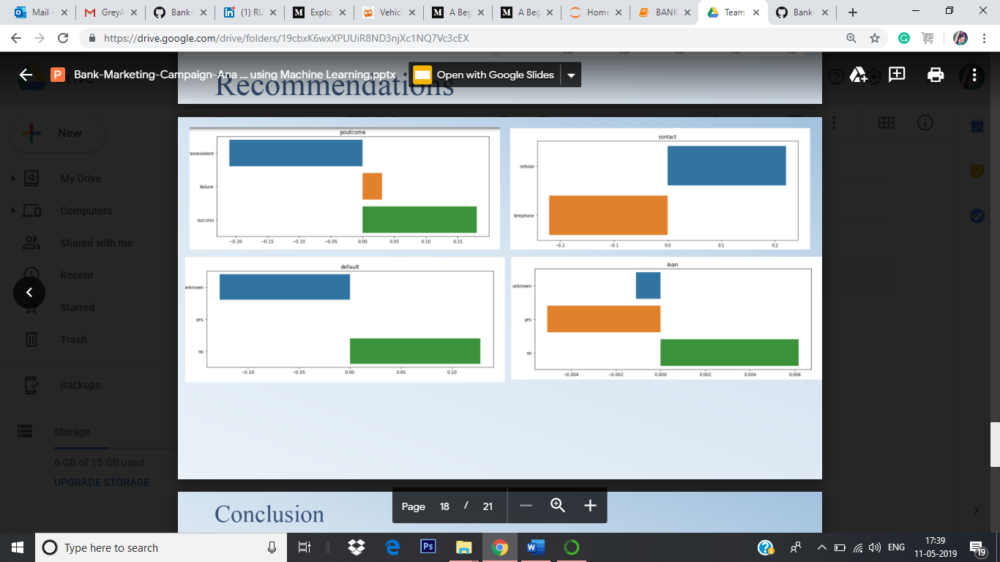 Mail -
GreyA
Bank-
(1) RU
Explor
Vehicl
A Beg
A Beg
Home
BANK
Team
Bank-
https://drive.google.com/drive/folders/19cbxK6wxXPUUiR8ND3njXc1NQ7Vc3cEX
Bank-Marketing-Campaign-Ana ... using Machine Learning.pptx
Open with Google Slides
Recommendations
New
My Drive
Computers
Shared with me
Recent
Starred
Trash
Backups
Storage
6 GB of 15 GB used
UPGRADE STORAGE
poutcome
nonexistent
failure
success
−0.20 −0.15 −0.10 −0.05 0.00 0.05 0.10 0.15
contact
cellular
telephone
−0.2 −0.1 0.0 0.1 0.2
default
unknown
yes
no
−0.10 −0.05 0.00 0.05 0.10
loan
unknown
yes
no
−0.004 −0.002 0.000 0.002 0.004 0.006
Conclusion
Page 18 / 21
Type here to search
Ps
ENG
17:39
11-05-2019
19